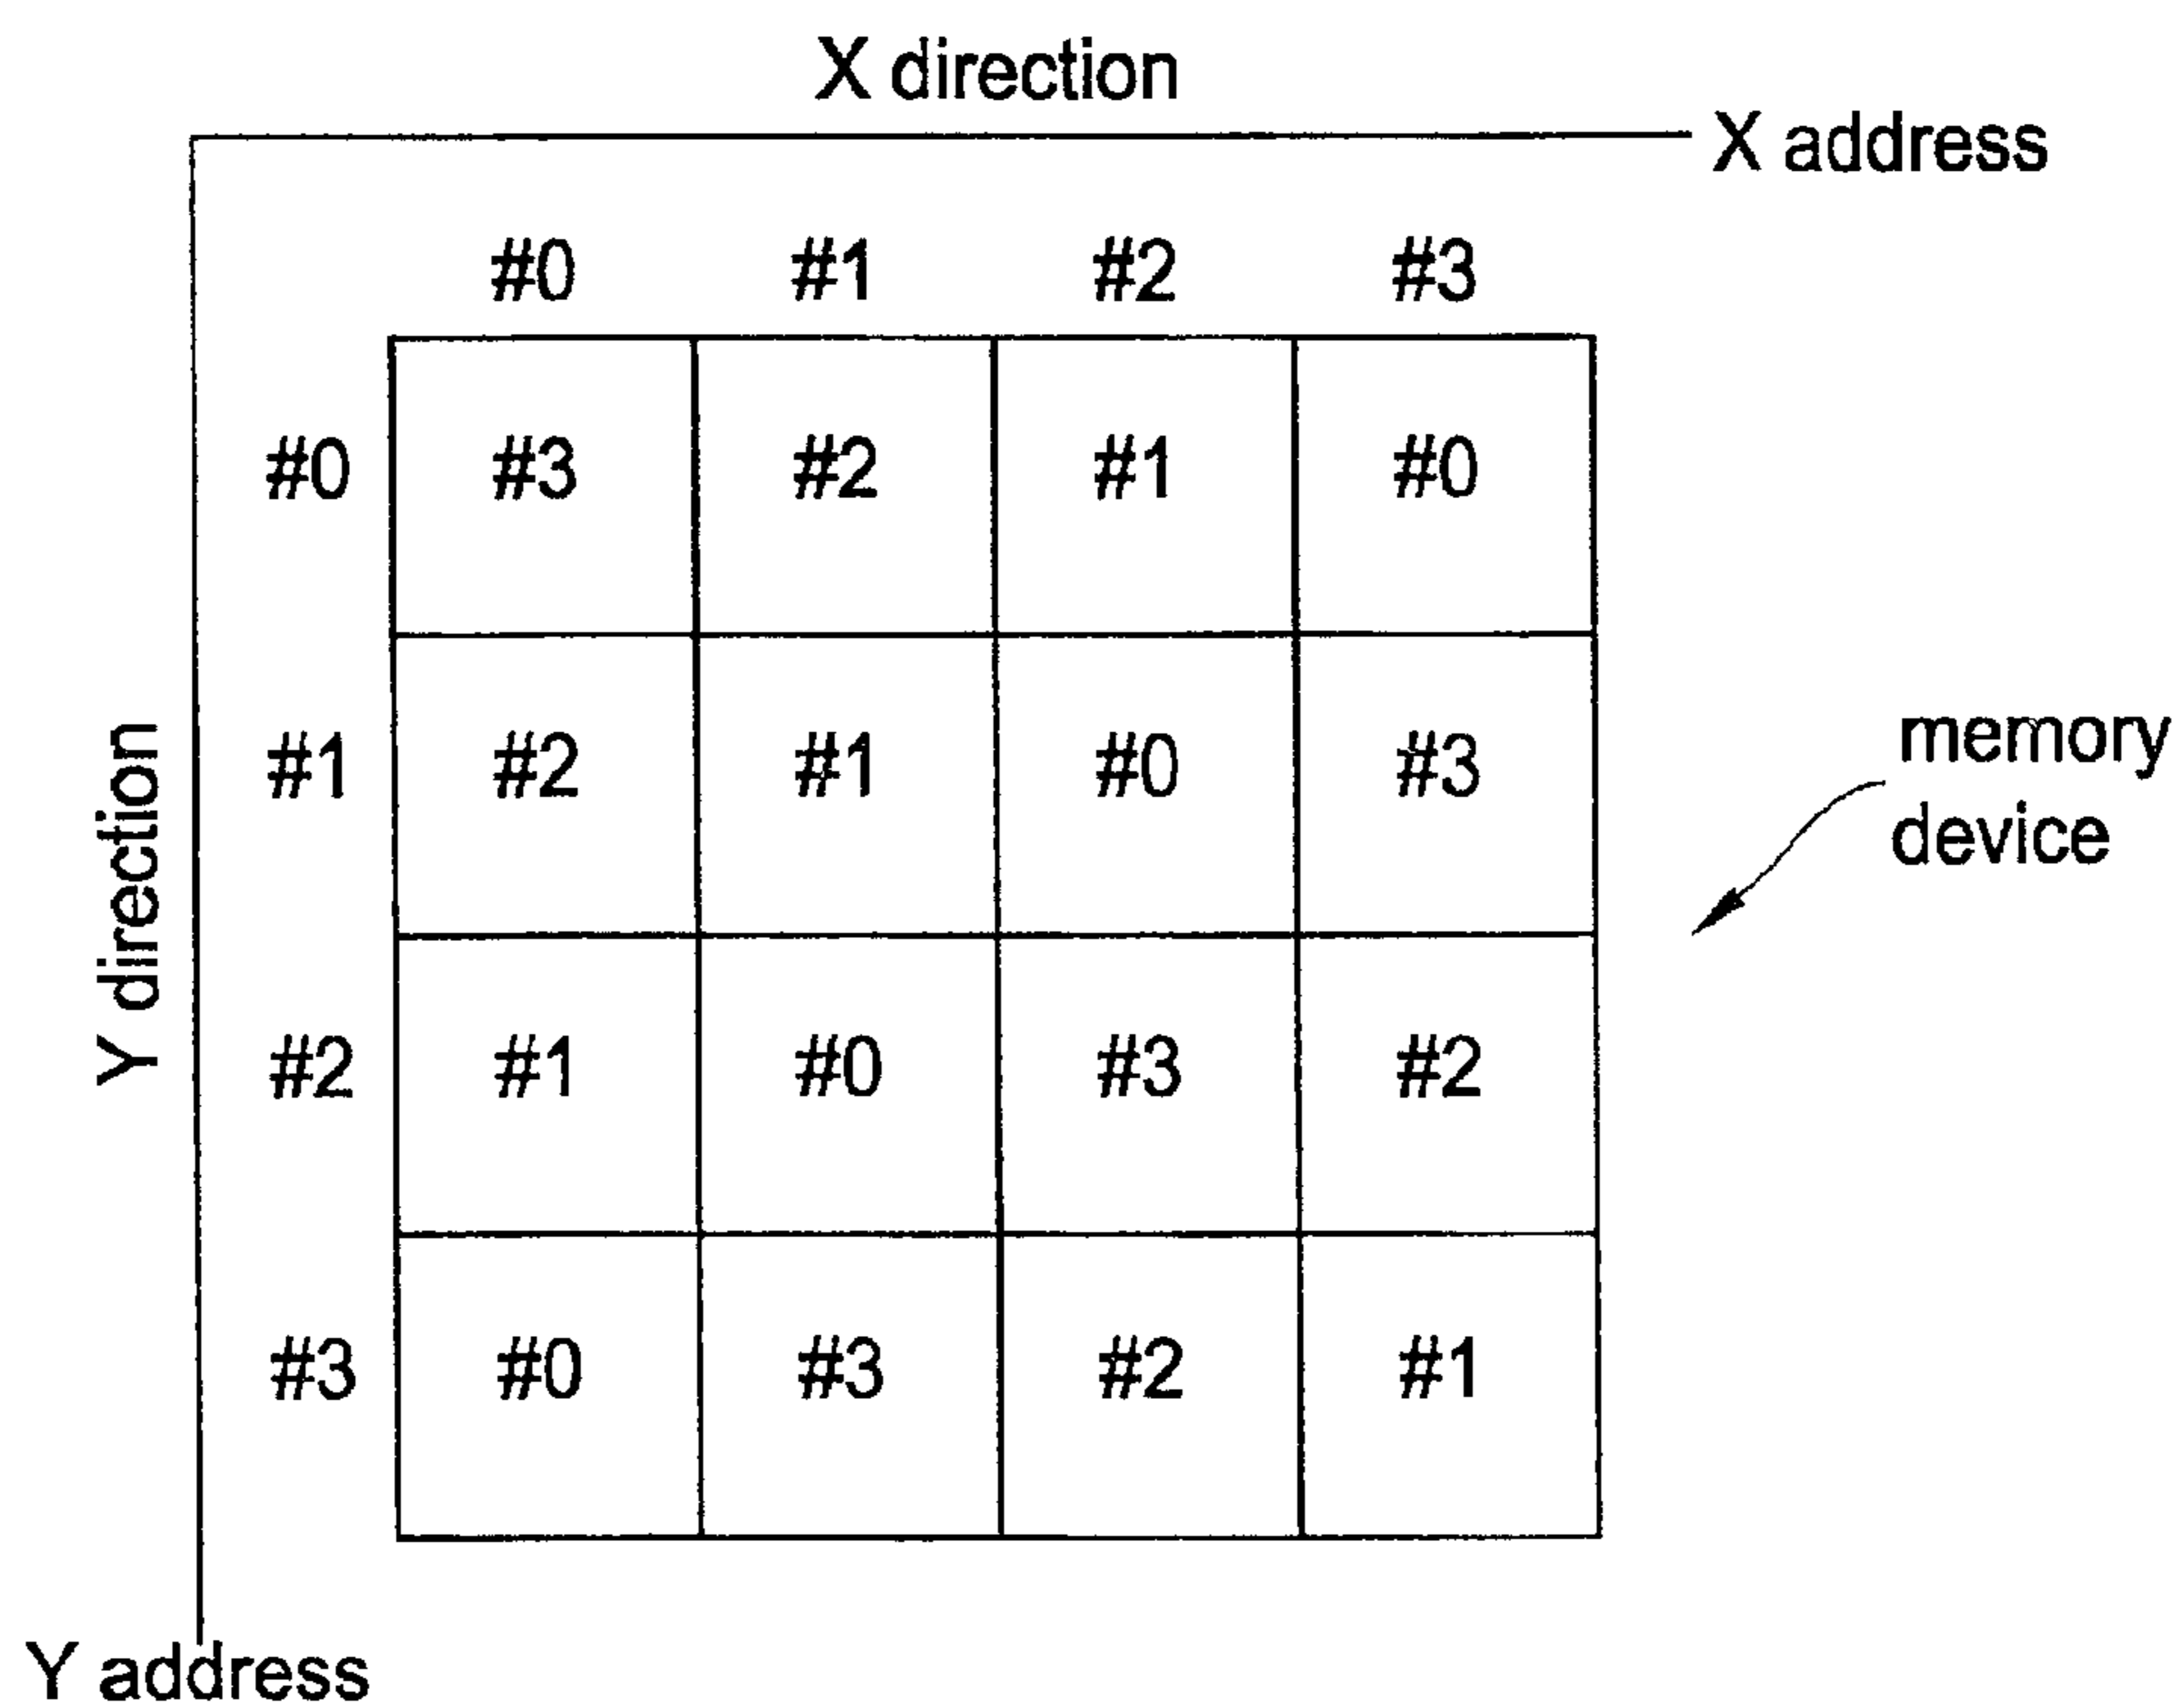 X direction
X address
#0 #1 #2 #3
#0 #3 #2 #1 #0
#1 #2 #1 #0 #3
#2 #1 #0 #3 #2
#3 #0 #3 #2 #1
Y direction
memory
device
Y address